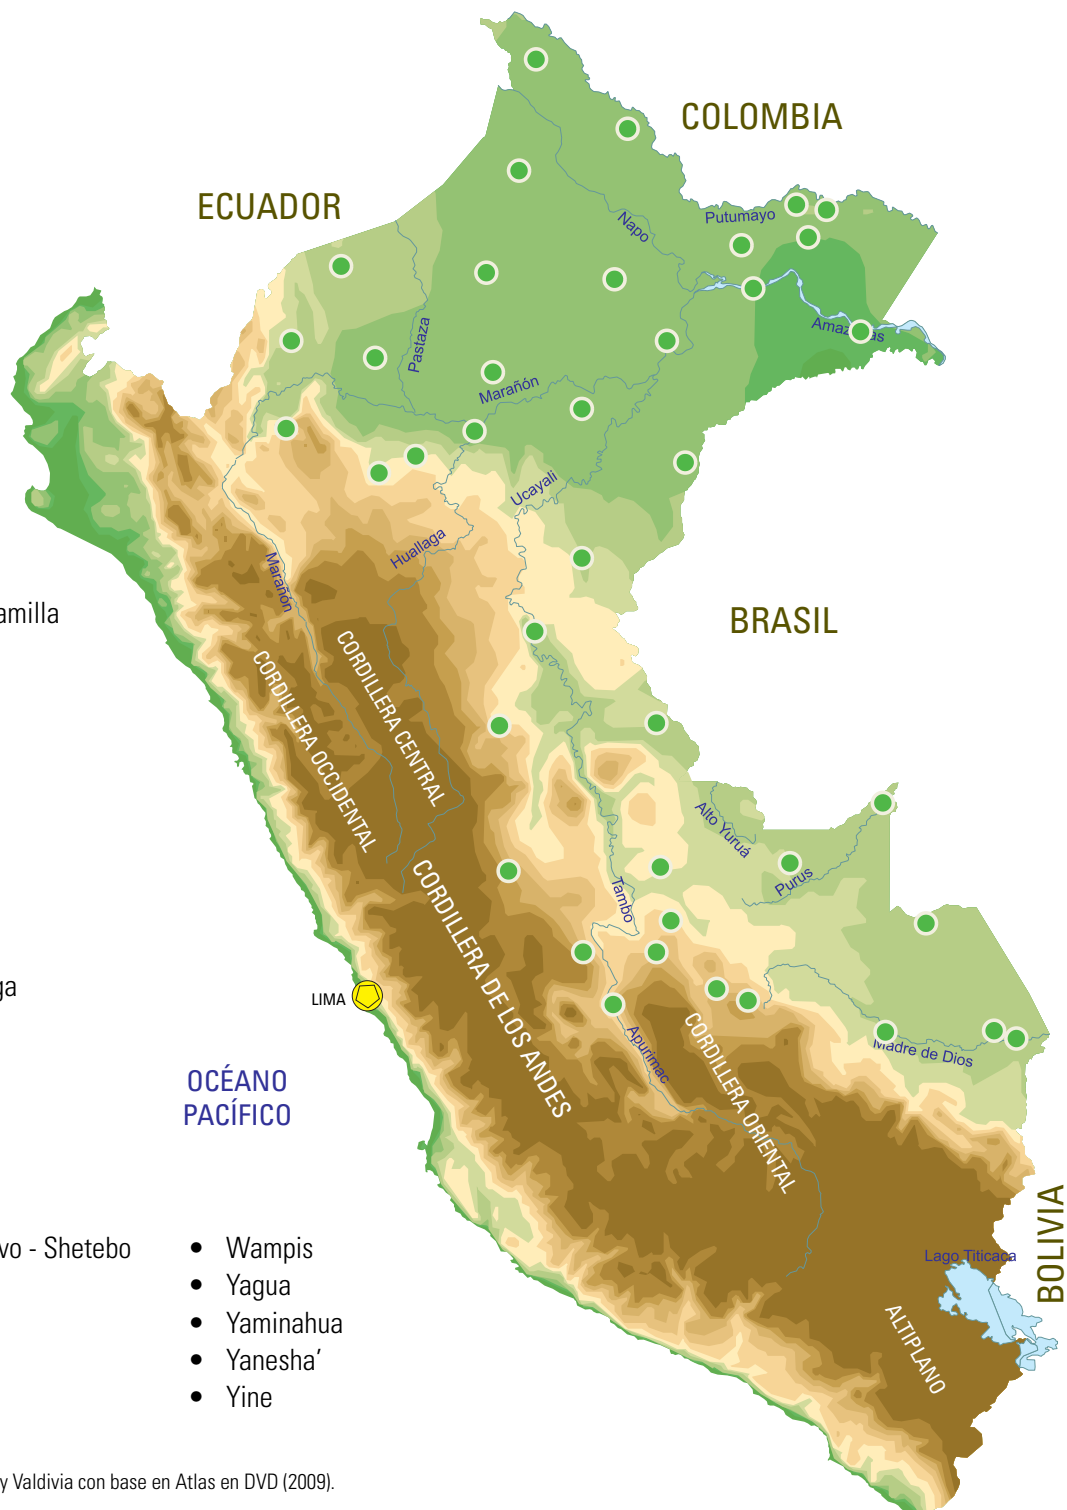 COLOMBIA
ECUADOR
Putumayo
Napo
Amazonas
Pastaza
Marañón
Ucayali
Huallaga
Marañón
amilla
BRASIL
CORDILLERA CENTRAL
CORDILLERA OCCIDENTAL
Alto Yuruá
Purus
Tambo
CORDILLERA DE LOS ANDES
ga
LIMA
Madre de Dios
Apurimac
CORDILLERA ORIENTAL
OCÉANO
PACÍFICO
BOLIVIA
Lago Titicaca
ALTIPLANO
vo - Shetebo
• Wampis
• Yagua
• Yaminahua
• Yanesha’
• Yine
y Valdivia con base en Atlas en DVD (2009).